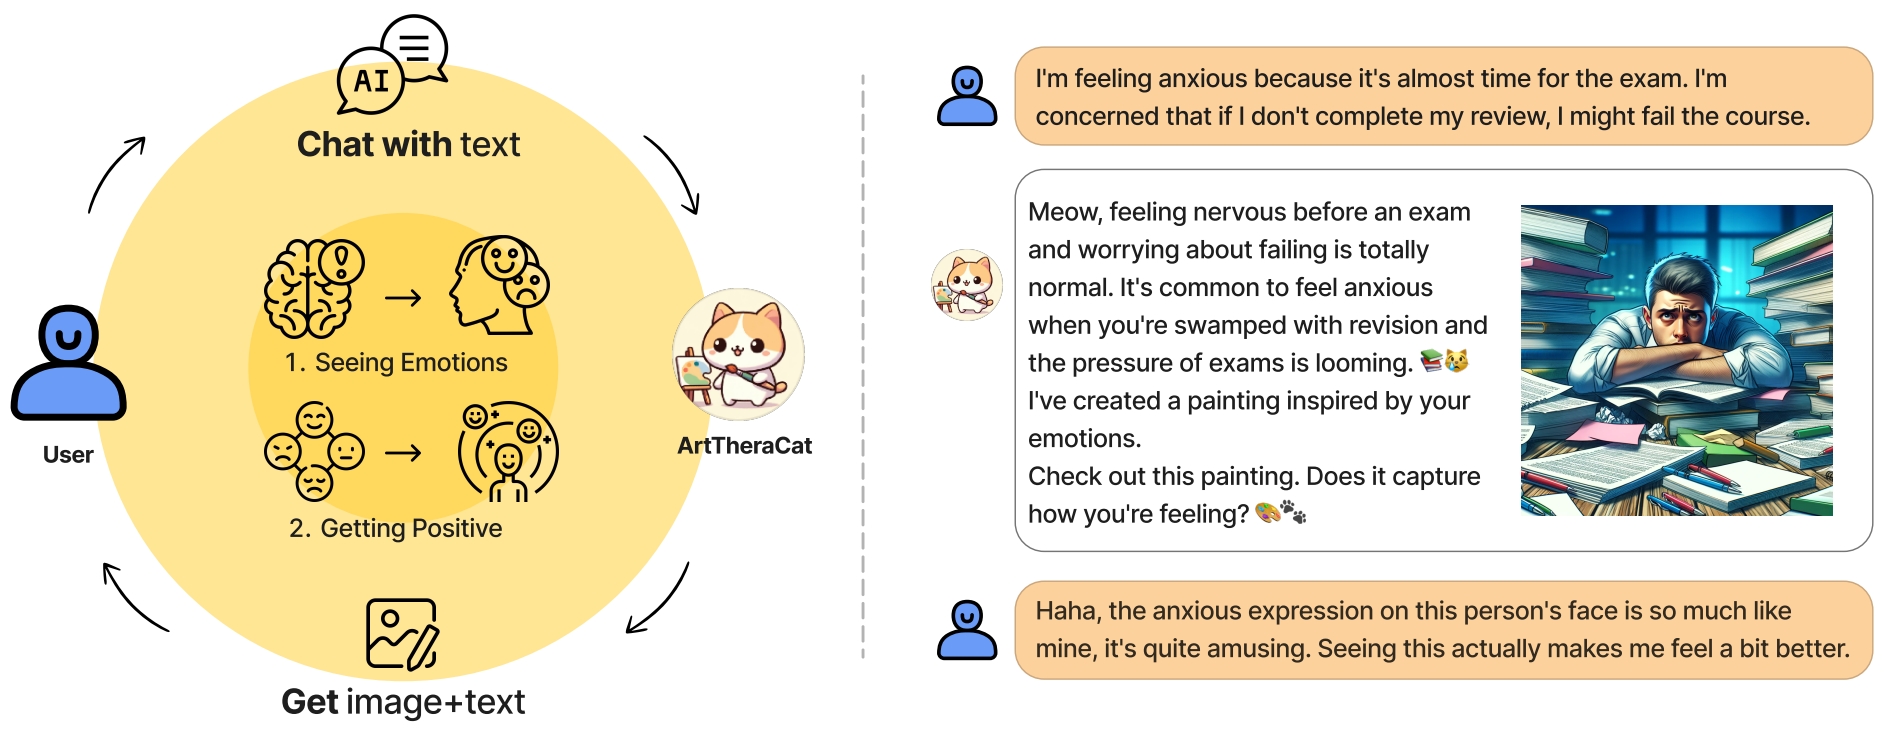 AI
Chat with text
1. Seeing Emotions
2. Getting Positive
User
ArtTheraCat
Get image+text
I'm feeling anxious because it's almost time for the exam. I'm
concerned that if I don't complete my review, I might fail the course.
Meow, feeling nervous before an exam
and worrying about failing is totally
normal. It's common to feel anxious
when you're swamped with revision and
the pressure of exams is looming. 📚😿
I've created a painting inspired by your
emotions.
Check out this painting. Does it capture
how you're feeling? 🎨🐾
Haha, the anxious expression on this person's face is so much like
mine, it's quite amusing. Seeing this actually makes me feel a bit better.